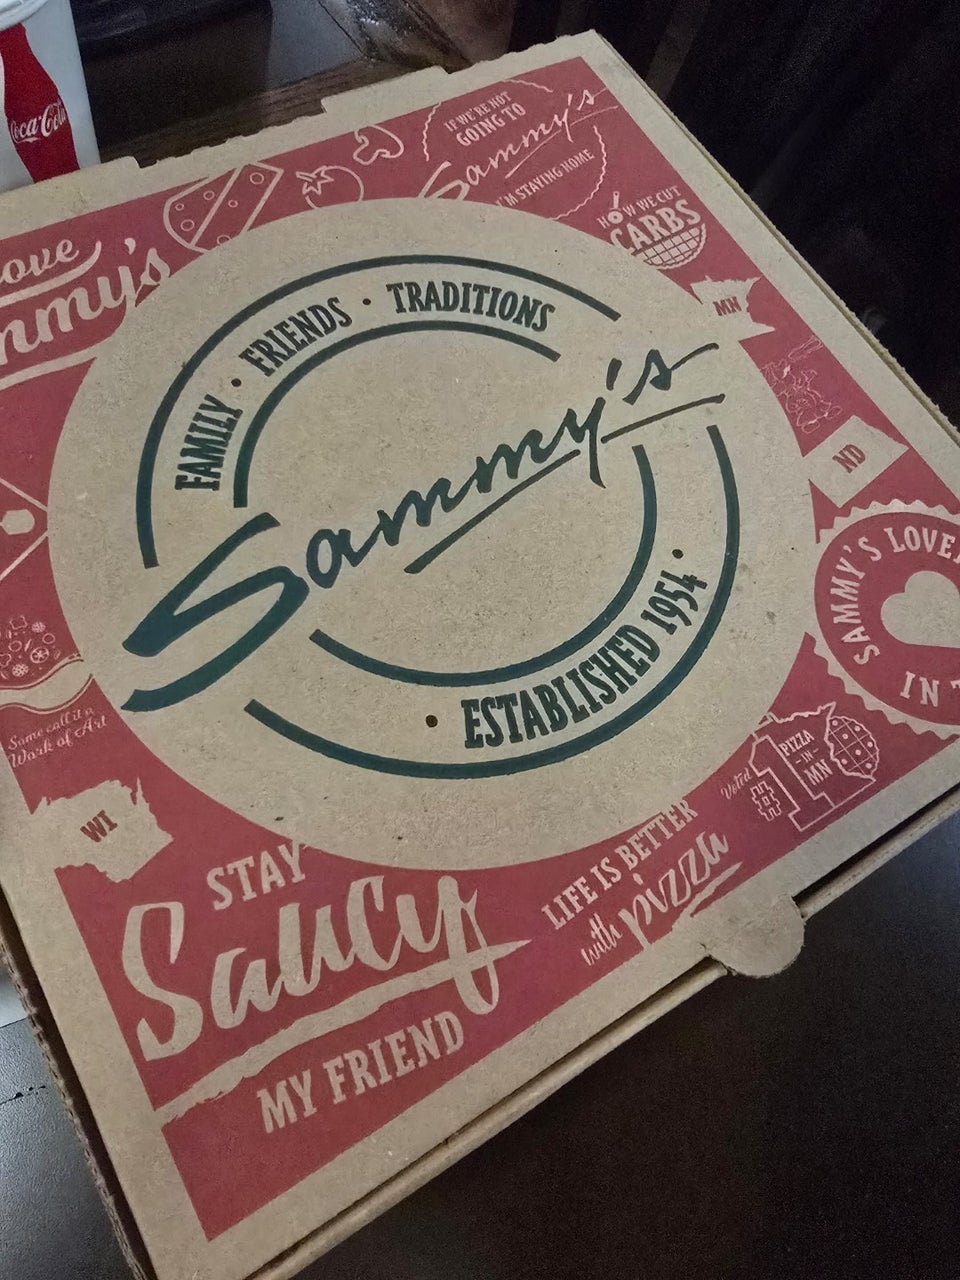 Coca-Cola
IF WE'RE NOT
GOING TO
Sammy's
I'M STAYING HOME
HOW WE CUT
CARBS
MN
ND
FAMILY · FRIENDS · TRADITIONS
Sammy's
· ESTABLISHED 1954 ·
SAMMY'S LOVE
IN
Some call it a
Work of Art
WI
Voted
#1
PIZZA
-IN-
MN
STAY
Saucy
MY FRIEND
LIFE IS BETTER
with pizza